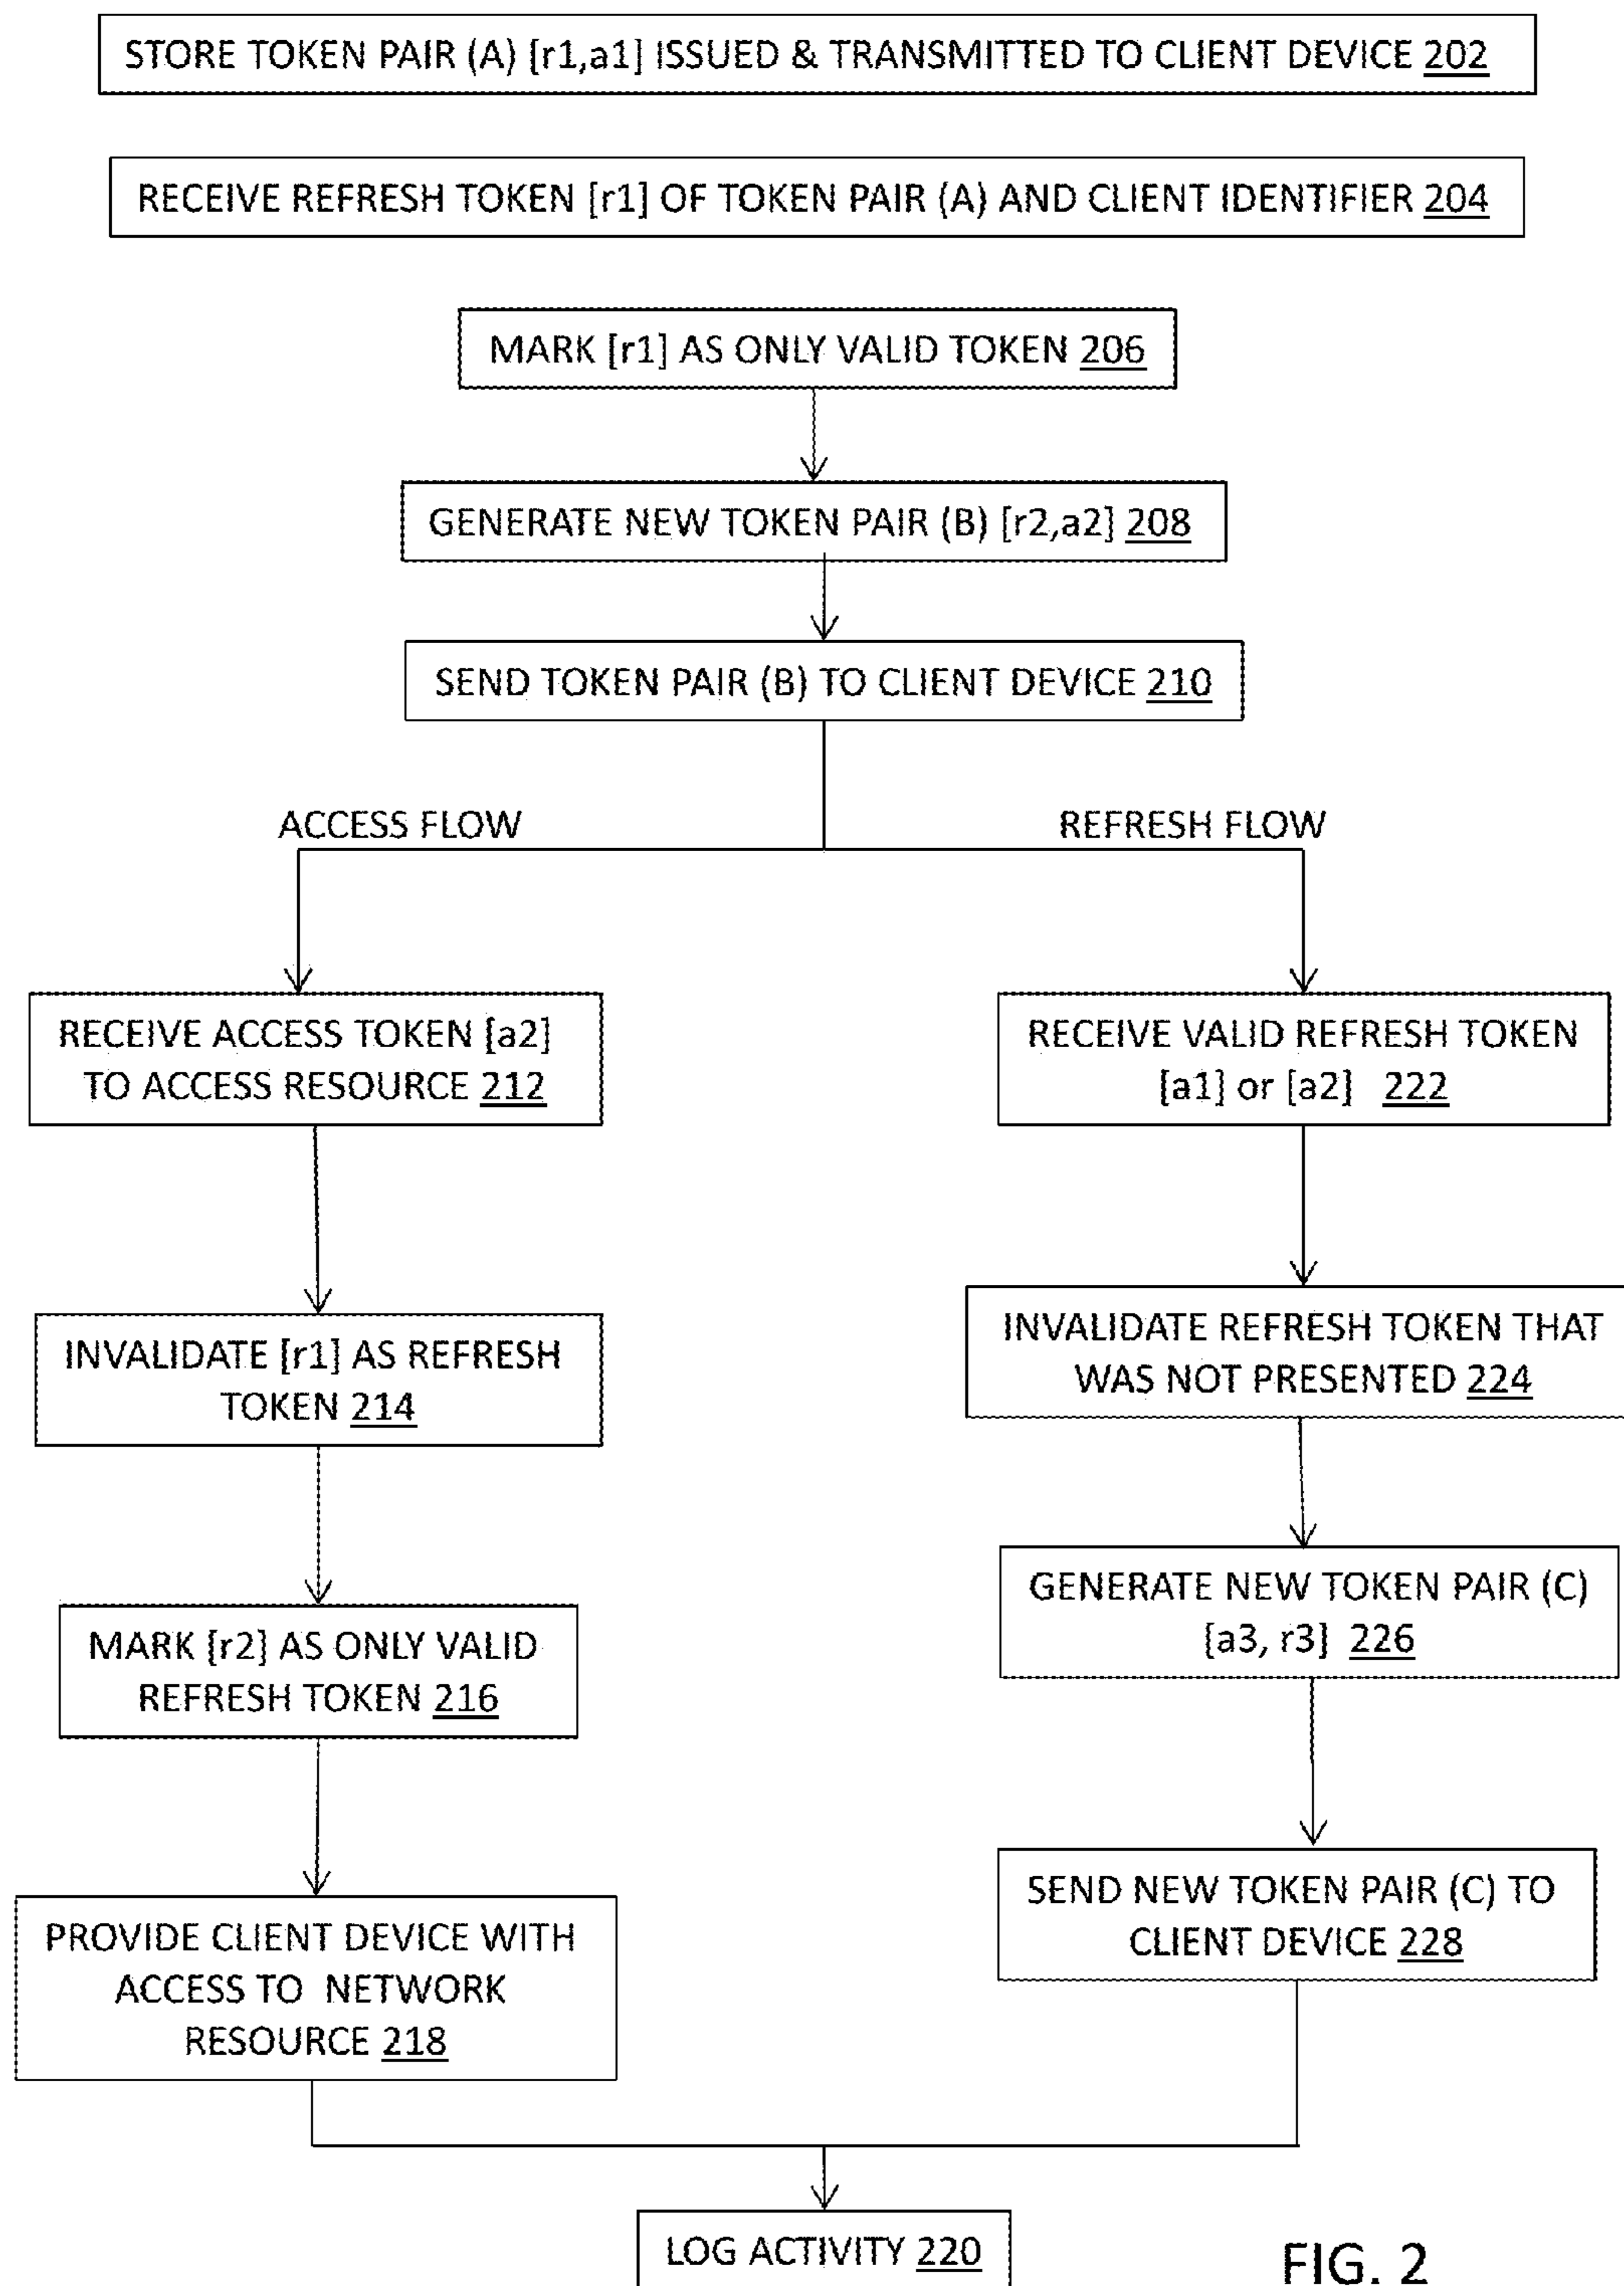 STORE TOKEN PAIR (A) [r1,a1] ISSUED & TRANSMITTED TO CLIENT DEVICE 202
RECEIVE REFRESH TOKEN [r1] OF TOKEN PAIR (A) AND CLIENT IDENTIFIER 204
MARK [r1] AS ONLY VALID TOKEN 206
GENERATE NEW TOKEN PAIR (B) [r2,a2] 208
SEND TOKEN PAIR (B) TO CLIENT DEVICE 210
ACCESS FLOW
RECEIVE ACCESS TOKEN [a2]
TO ACCESS RESOURCE 212
INVALIDATE [r1] AS REFRESH
TOKEN 214
MARK [r2] AS ONLY VALID
REFRESH TOKEN 216
PROVIDE CLIENT DEVICE WITH
ACCESS TO NETWORK
RESOURCE 218
REFRESH FLOW
RECEIVE VALID REFRESH TOKEN
[a1] or [a2] 222
INVALIDATE REFRESH TOKEN THAT
WAS NOT PRESENTED 224
GENERATE NEW TOKEN PAIR (C)
[a3, r3] 226
SEND NEW TOKEN PAIR (C) TO
CLIENT DEVICE 228
LOG ACTIVITY 220
FIG. 2